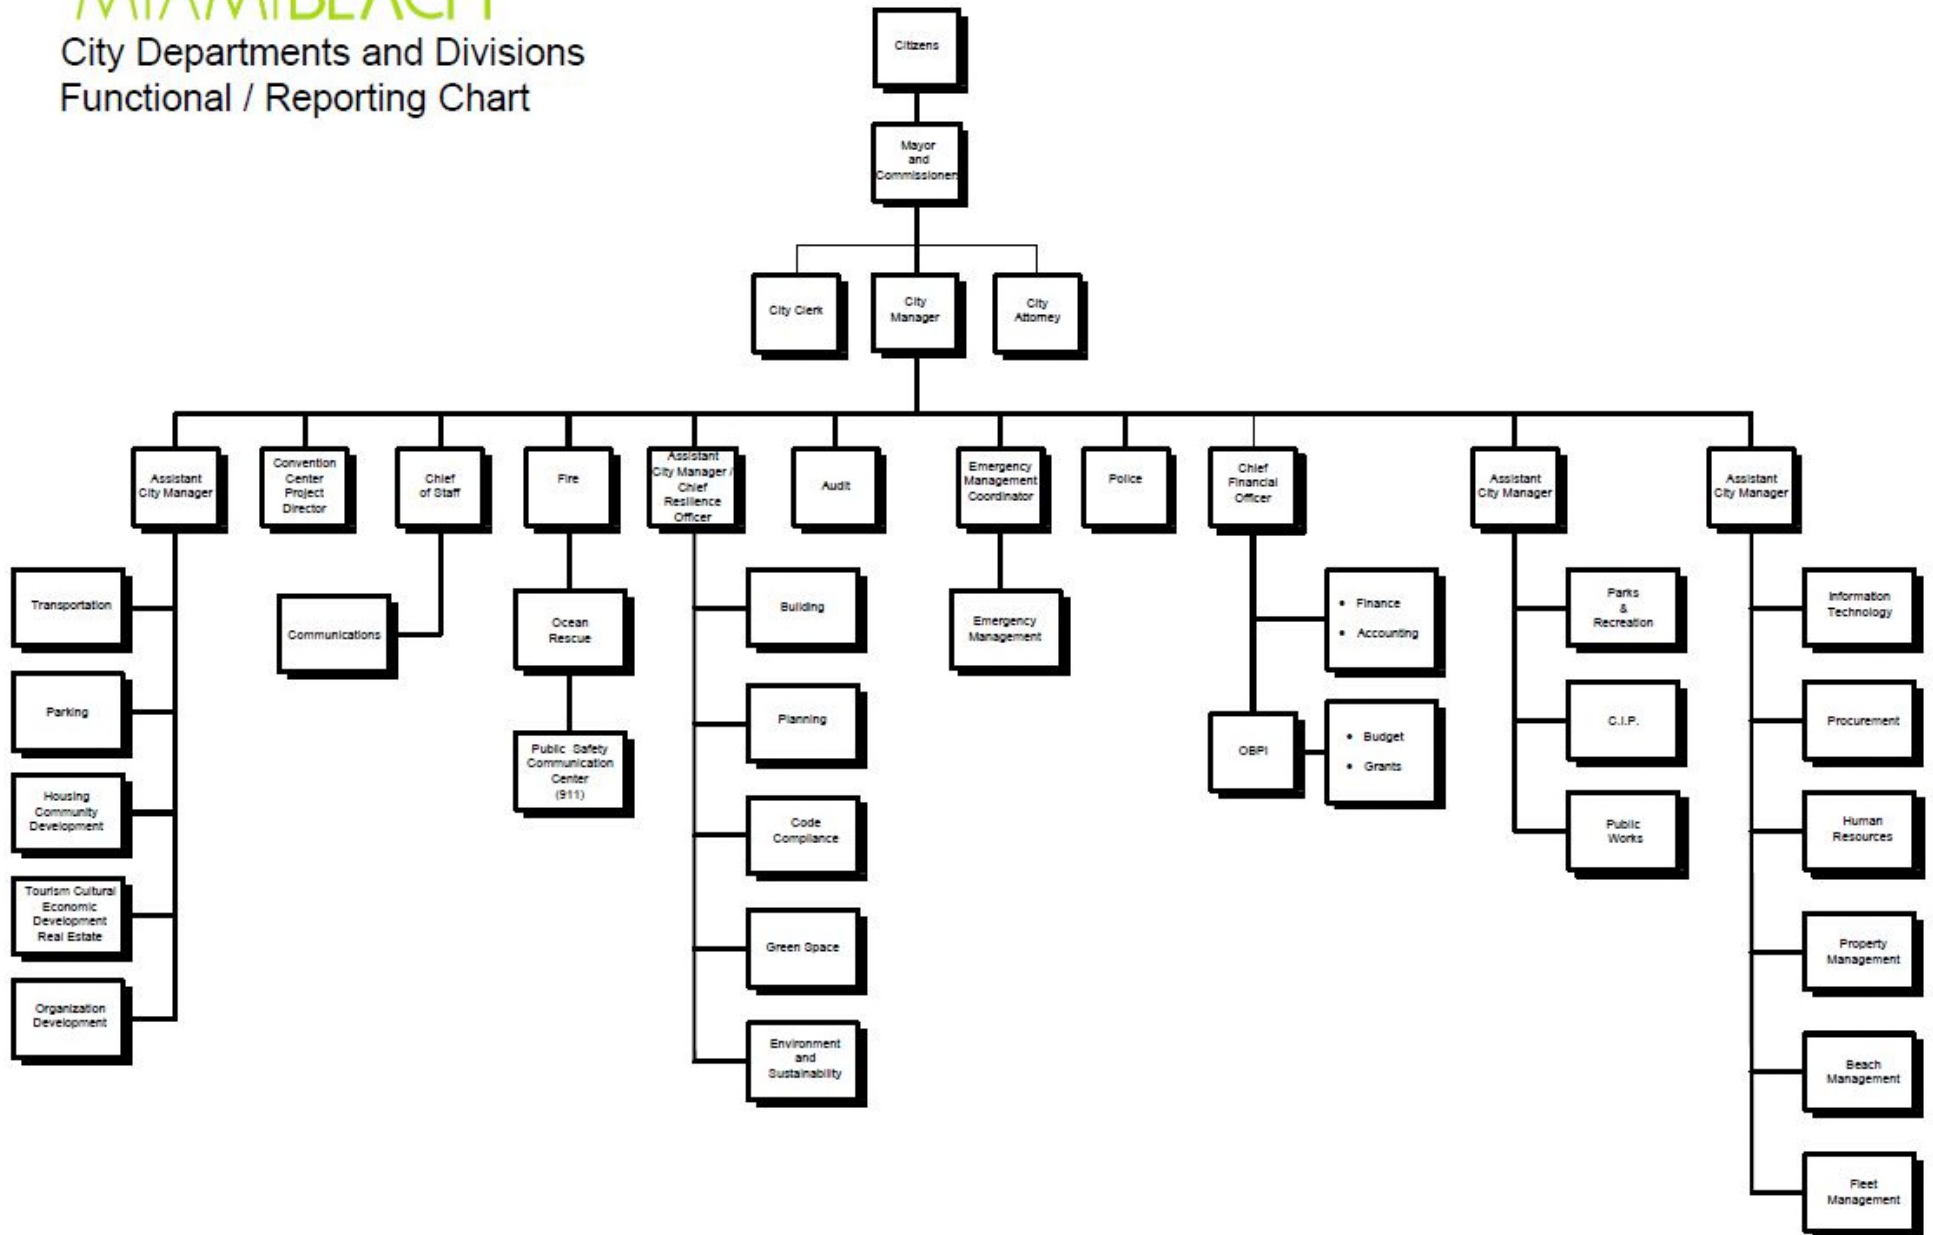 MIAMIBEACH
City Departments and Divisions
Functional / Reporting Chart
Citizens
Mayor
and
Commissioners
City Clerk
City
Manager
City
Attorney
Assistant
City Manager
Convention
Center
Project
Director
Chief
of Staff
Fire
Assistant
City Manager /
Chief
Resilience
Officer
Audit
Emergency
Management
Coordinator
Police
Chief
Financial
Officer
Assistant
City Manager
Assistant
City Manager
Transportation
Parking
Housing
Community
Development
Tourism Cultural
Economic
Development
Real Estate
Organization
Development
Communications
Ocean
Rescue
Public Safety
Communication
Center
(911)
Building
Planning
Code
Compliance
Green Space
Environment
and
Sustainability
Emergency
Management
• Finance
• Accounting
OBPI
• Budget
• Grants
Parks
&
Recreation
C.I.P.
Public
Works
Information
Technology
Procurement
Human
Resources
Property
Management
Beach
Management
Fleet
Management